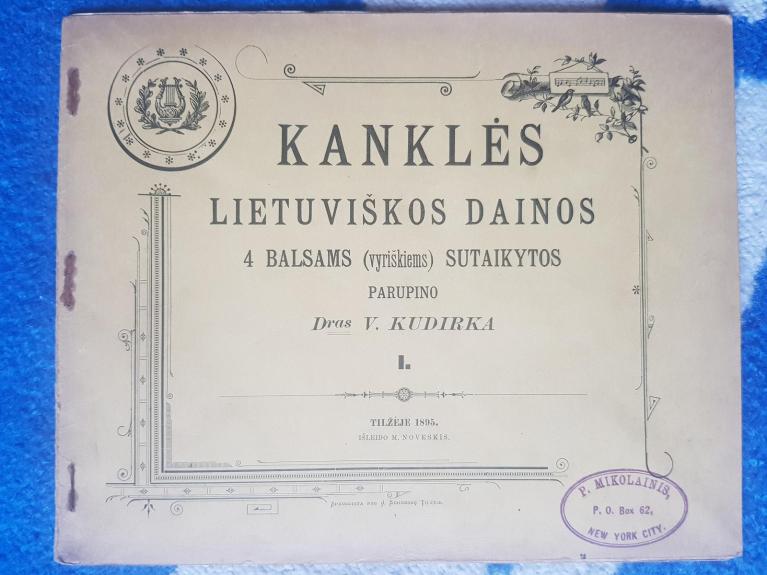 KANKLĖS
LIETUVIŠKOS DAINOS
4 BALSAMS (vyriškiems) SUTAIKYTOS
PARUPINO
Dras V. KUDIRKA
I.
TILŽĖJE 1895.
IŠLEIDO M. NOVESKIS.
TILŽĖJE.
P. MIKOLAINIS,
P. O. Box 62,
NEW YORK CITY.